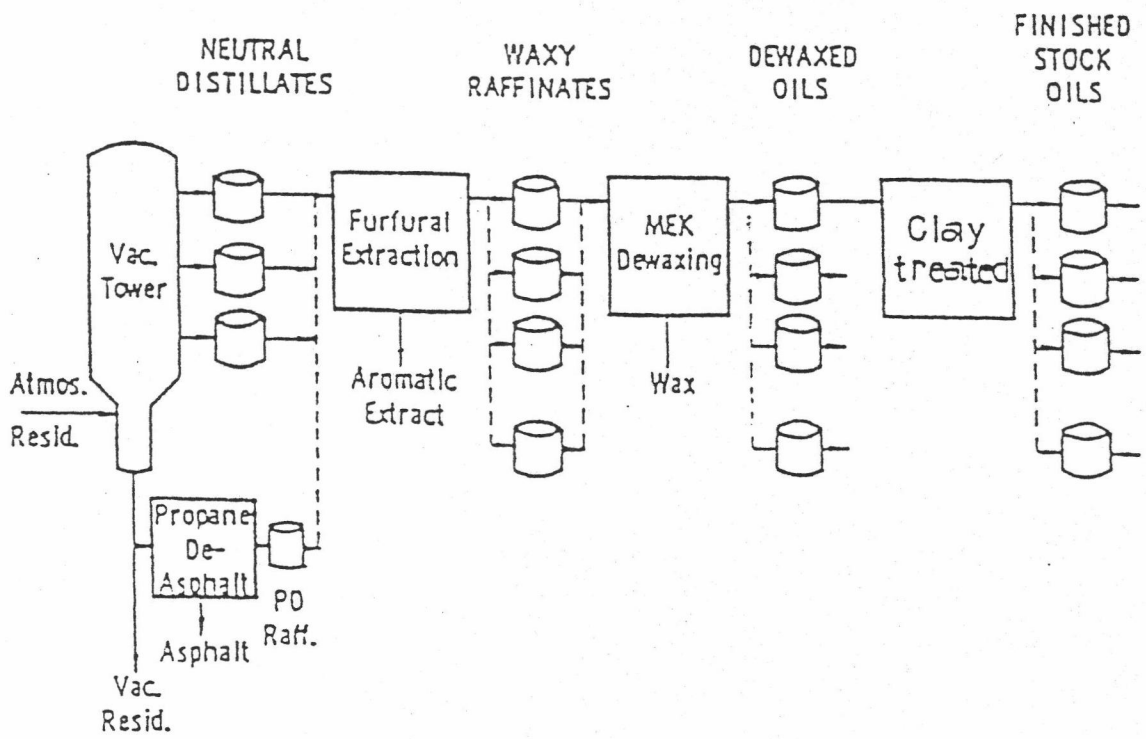 NEUTRAL
DISTILLATES
WAXY
RAFFINATES
DEWAXED
OILS
FINISHED
STOCK
OILS
Vac.
Tower
Furfural
Extraction
MEK
Dewaxing
Clay
treated
Atmos.
Resid.
Aromatic
Extract
Wax
Propane
De-
Asphalt
PD
Raff.
Asphalt
Vac.
Resid.